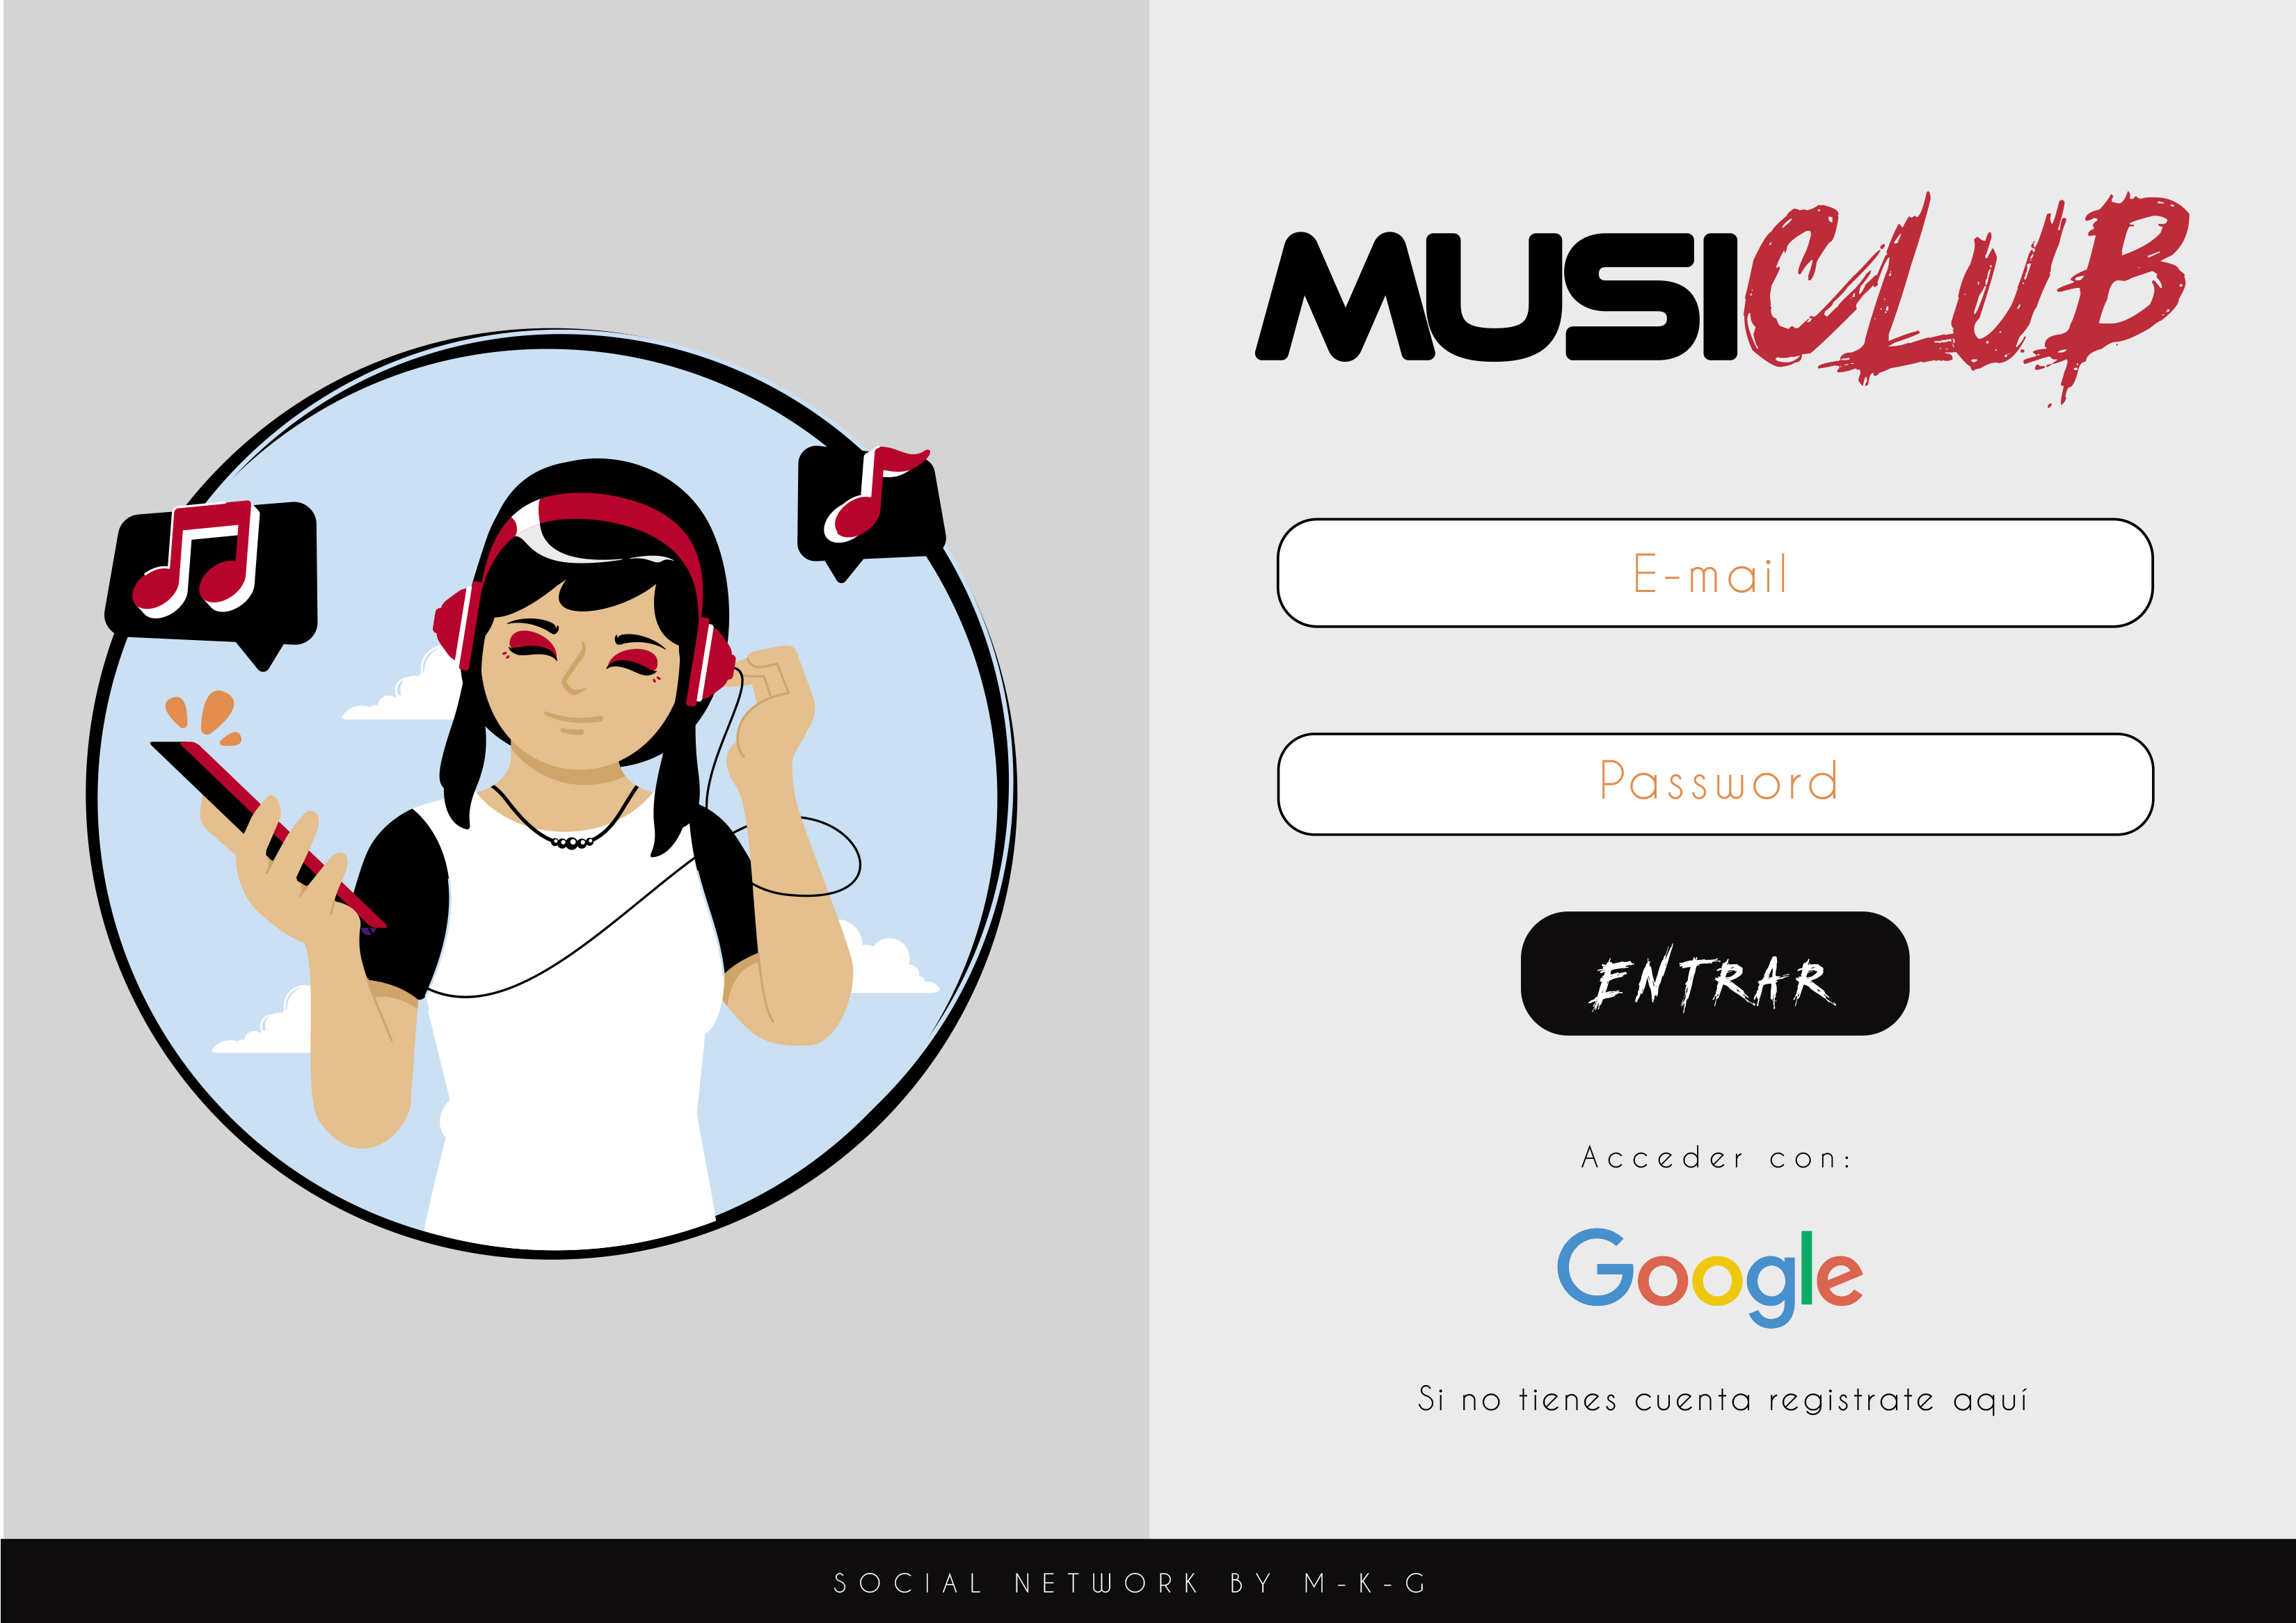 MUSICLUB
E-mail
Password
ENTRAR
Acceder con:
Google
Si no tienes cuenta registrate aquí
SOCIAL NETWORK BY M-K-G